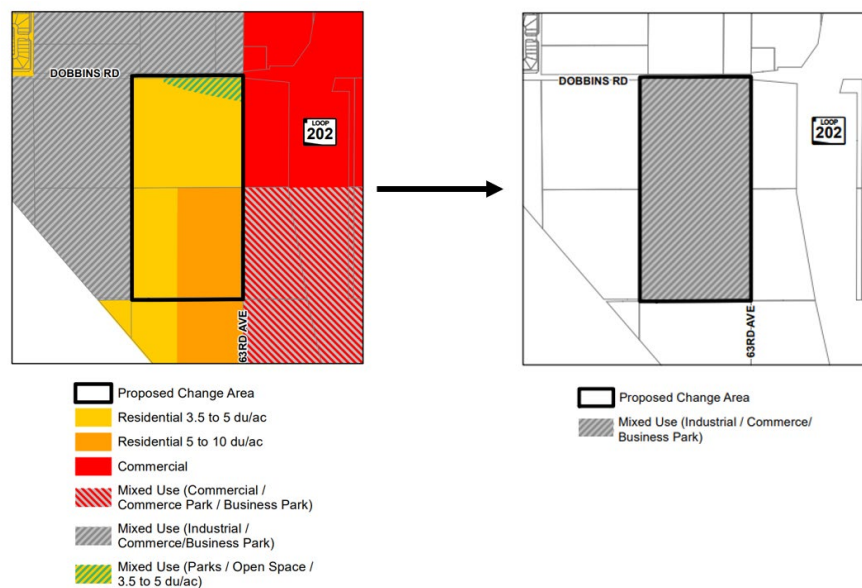 DOBBINS RD
LOOP
202
63RD AVE
Proposed Change Area
Residential 3.5 to 5 du/ac
Residential 5 to 10 du/ac
Commercial
Mixed Use (Commercial /
Commerce Park / Business Park)
Mixed Use (Industrial /
Commerce/Business Park)
Mixed Use (Parks / Open Space /
3.5 to 5 du/ac)
DOBBINS RD
LOOP
202
63RD AVE
Proposed Change Area
Mixed Use (Industrial / Commerce/
Business Park)